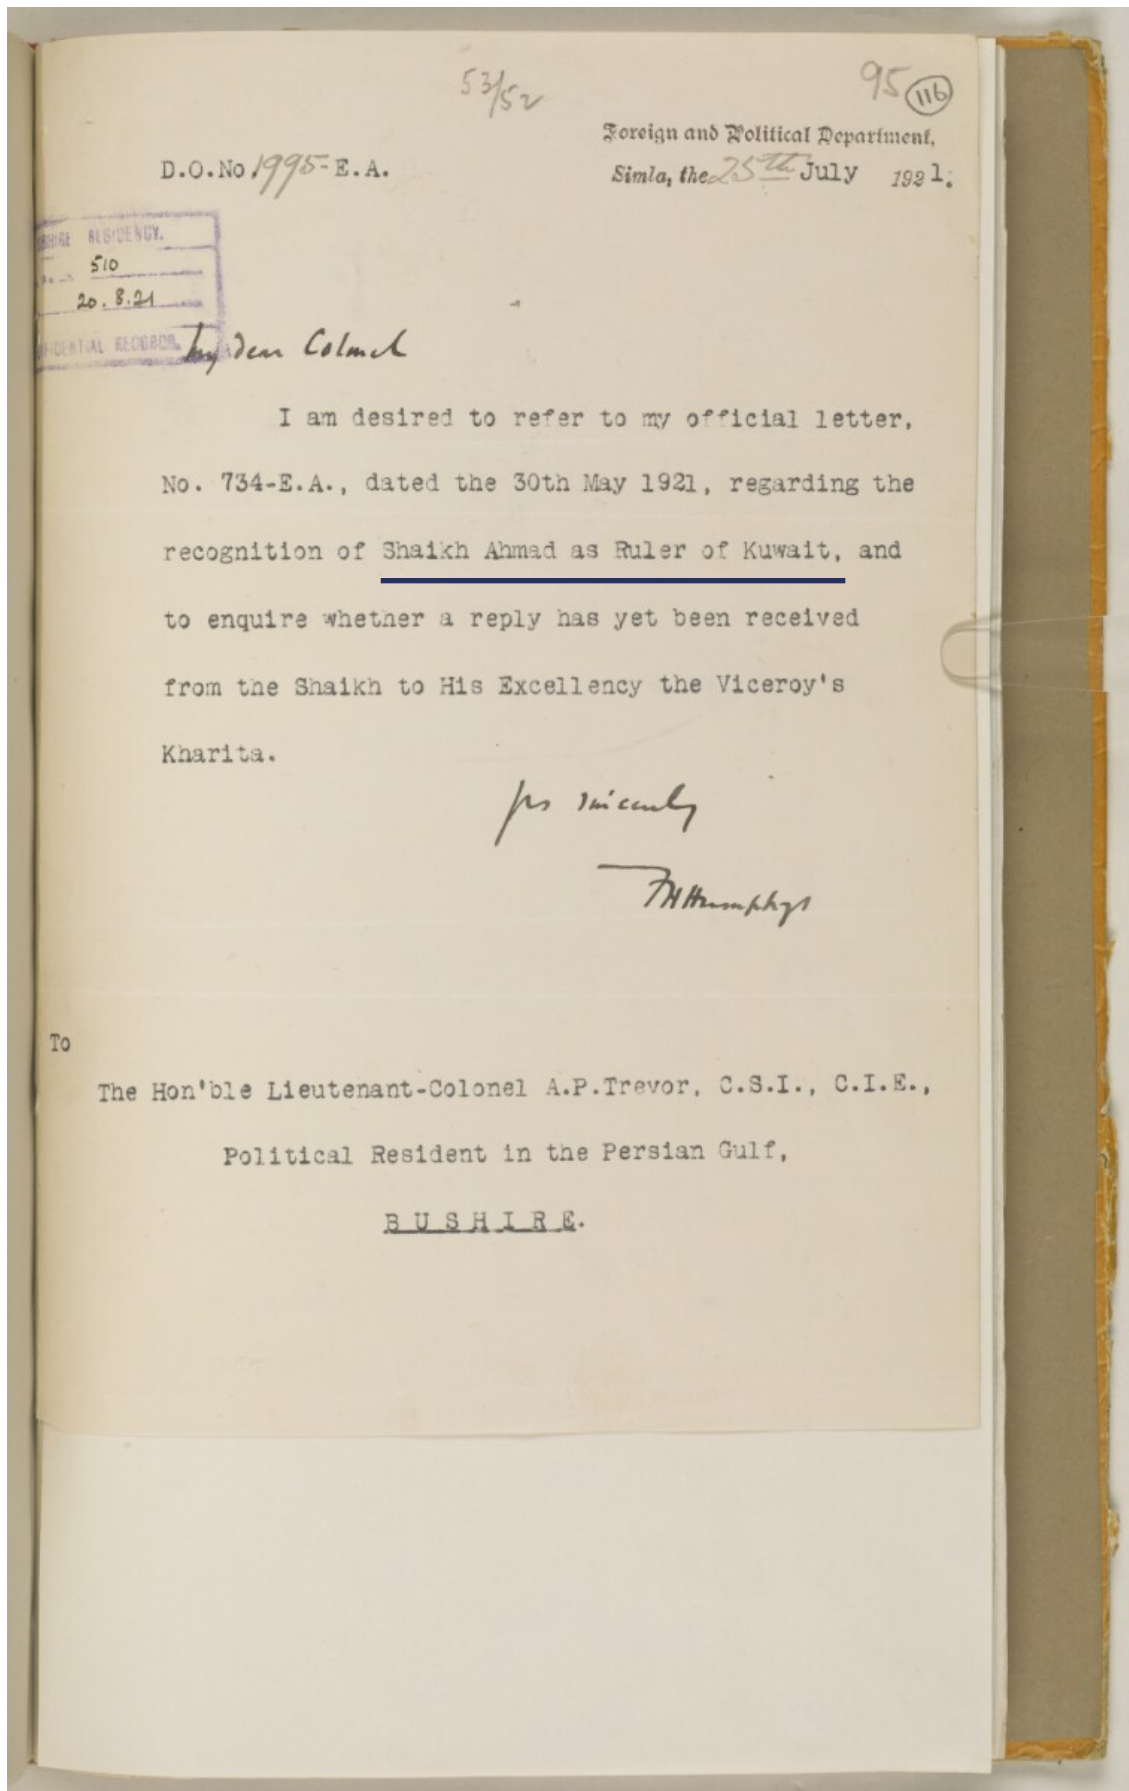 53/52
95
116
Foreign and Political Department,
D.O.No.1995-E.A.
Simla, the 25th July 1921.
SHIRE RESIDENCY.
510
20.8.21
FIDENTIAL RECORDS.
My dear Colonel
I am desired to refer to my official letter,
No. 734-E.A., dated the 30th May 1921, regarding the
recognition of Shaikh Ahmad as Ruler of Kuwait, and
to enquire whether a reply has yet been received
from the Shaikh to His Excellency the Viceroy's
Kharita.
Yrs sincerely
F H Humphrys
To
The Hon'ble Lieutenant-Colonel A.P.Trevor, C.S.I., C.I.E.,
Political Resident in the Persian Gulf,
BUSHIRE.